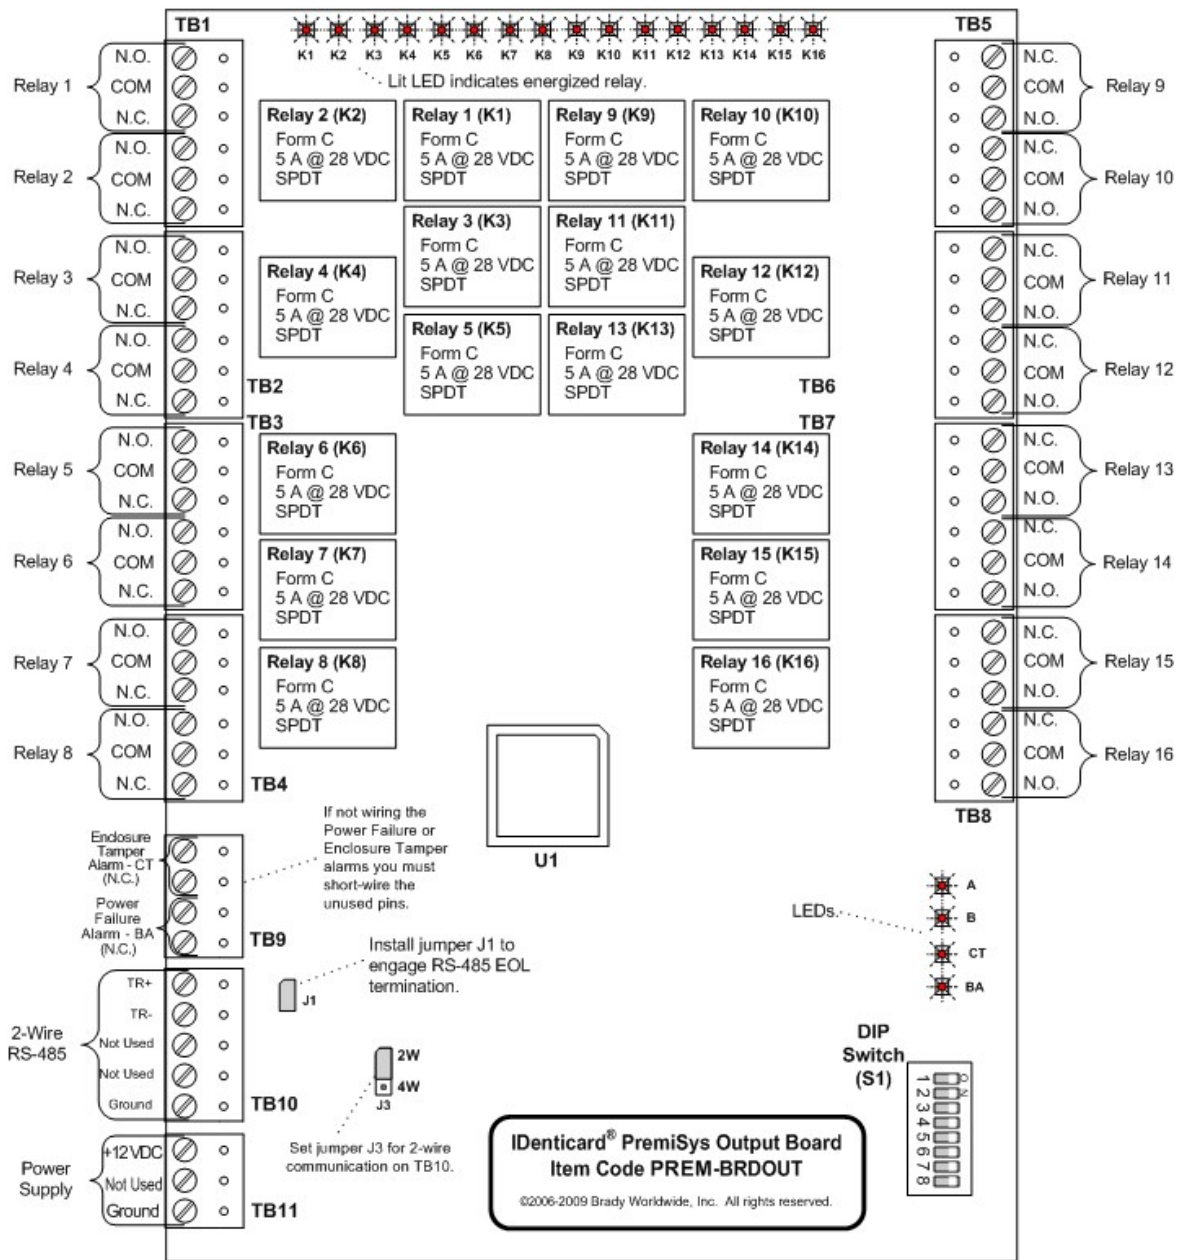 TB1
TB5
K1 K2 K3 K4 K5 K6 K7 K8 K9 K10 K11 K12 K13 K14 K15 K16
Lit LED indicates energized relay.
Relay 1
N.O.
COM
N.C.
Relay 2
N.O.
COM
N.C.
Relay 3
N.O.
COM
N.C.
Relay 4
N.O.
COM
N.C.
TB2
TB3
Relay 5
N.O.
COM
N.C.
Relay 6
N.O.
COM
N.C.
Relay 7
N.O.
COM
N.C.
Relay 8
N.O.
COM
N.C.
TB4
Relay 2 (K2)
Form C
5 A @ 28 VDC
SPDT
Relay 1 (K1)
Form C
5 A @ 28 VDC
SPDT
Relay 9 (K9)
Form C
5 A @ 28 VDC
SPDT
Relay 10 (K10)
Form C
5 A @ 28 VDC
SPDT
Relay 3 (K3)
Form C
5 A @ 28 VDC
SPDT
Relay 11 (K11)
Form C
5 A @ 28 VDC
SPDT
Relay 4 (K4)
Form C
5 A @ 28 VDC
SPDT
Relay 12 (K12)
Form C
5 A @ 28 VDC
SPDT
Relay 5 (K5)
Form C
5 A @ 28 VDC
SPDT
Relay 13 (K13)
Form C
5 A @ 28 VDC
SPDT
Relay 6 (K6)
Form C
5 A @ 28 VDC
SPDT
Relay 14 (K14)
Form C
5 A @ 28 VDC
SPDT
Relay 7 (K7)
Form C
5 A @ 28 VDC
SPDT
Relay 15 (K15)
Form C
5 A @ 28 VDC
SPDT
Relay 8 (K8)
Form C
5 A @ 28 VDC
SPDT
Relay 16 (K16)
Form C
5 A @ 28 VDC
SPDT
N.C.
COM
N.O.
Relay 9
N.C.
COM
N.O.
Relay 10
N.C.
COM
N.O.
Relay 11
N.C.
COM
N.O.
Relay 12
TB6
TB7
N.C.
COM
N.O.
Relay 13
N.C.
COM
N.O.
Relay 14
N.C.
COM
N.O.
Relay 15
N.C.
COM
N.O.
Relay 16
TB8
U1
If not wiring the
Power Failure or
Enclosure Tamper
alarms you must
short-wire the
unused pins.
Enclosure
Tamper
Alarm - CT
(N.C.)
Power
Failure
Alarm - BA
(N.C.)
TB9
LEDs.
A
B
CT
BA
Install jumper J1 to
engage RS-485 EOL
termination.
J1
2-Wire
RS-485
TR+
TR-
Not Used
Not Used
Ground
TB10
2W
4W
J3
Set jumper J3 for 2-wire
communication on TB10.
DIP
Switch
(S1)
ON
1
2
3
4
5
6
7
8
Power
Supply
+12 VDC
Not Used
Ground
TB11
IDenticard® PremiSys Output Board
Item Code PREM-BRDOUT
©2006-2009 Brady Worldwide, Inc. All rights reserved.